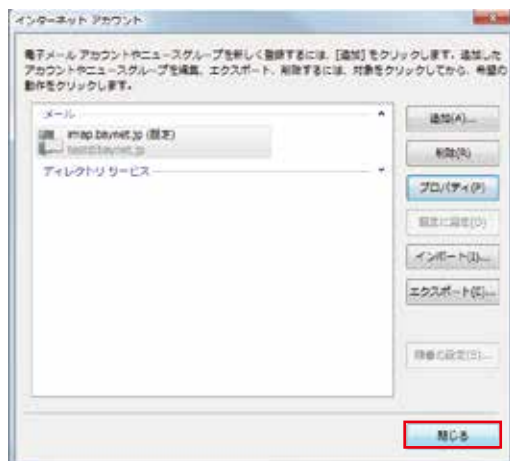 インターネット アカウント
電子メール アカウントやニュースグループを新しく登録するには、[追加] をクリックします。追加した
アカウントやニュースグループを編集、エクスポート、削除するには、対象をクリックしてから、希望の
動作をクリックします。
メール
imap.baynet.jp (既定)
test@baynet.jp
ディレクトリ サービス
追加(A)...
削除(R)
プロパティ(P)
既定に設定(D)
インポート(I)...
エクスポート(E)...
順番の設定(S)...
閉じる